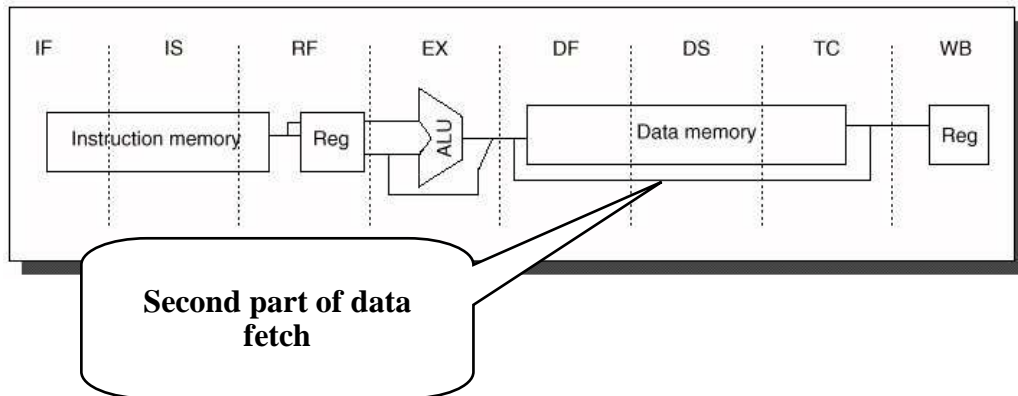 IF IS RF EX DF DS TC WB
Instruction memory Reg ALU Data memory Reg
Second part of data
fetch